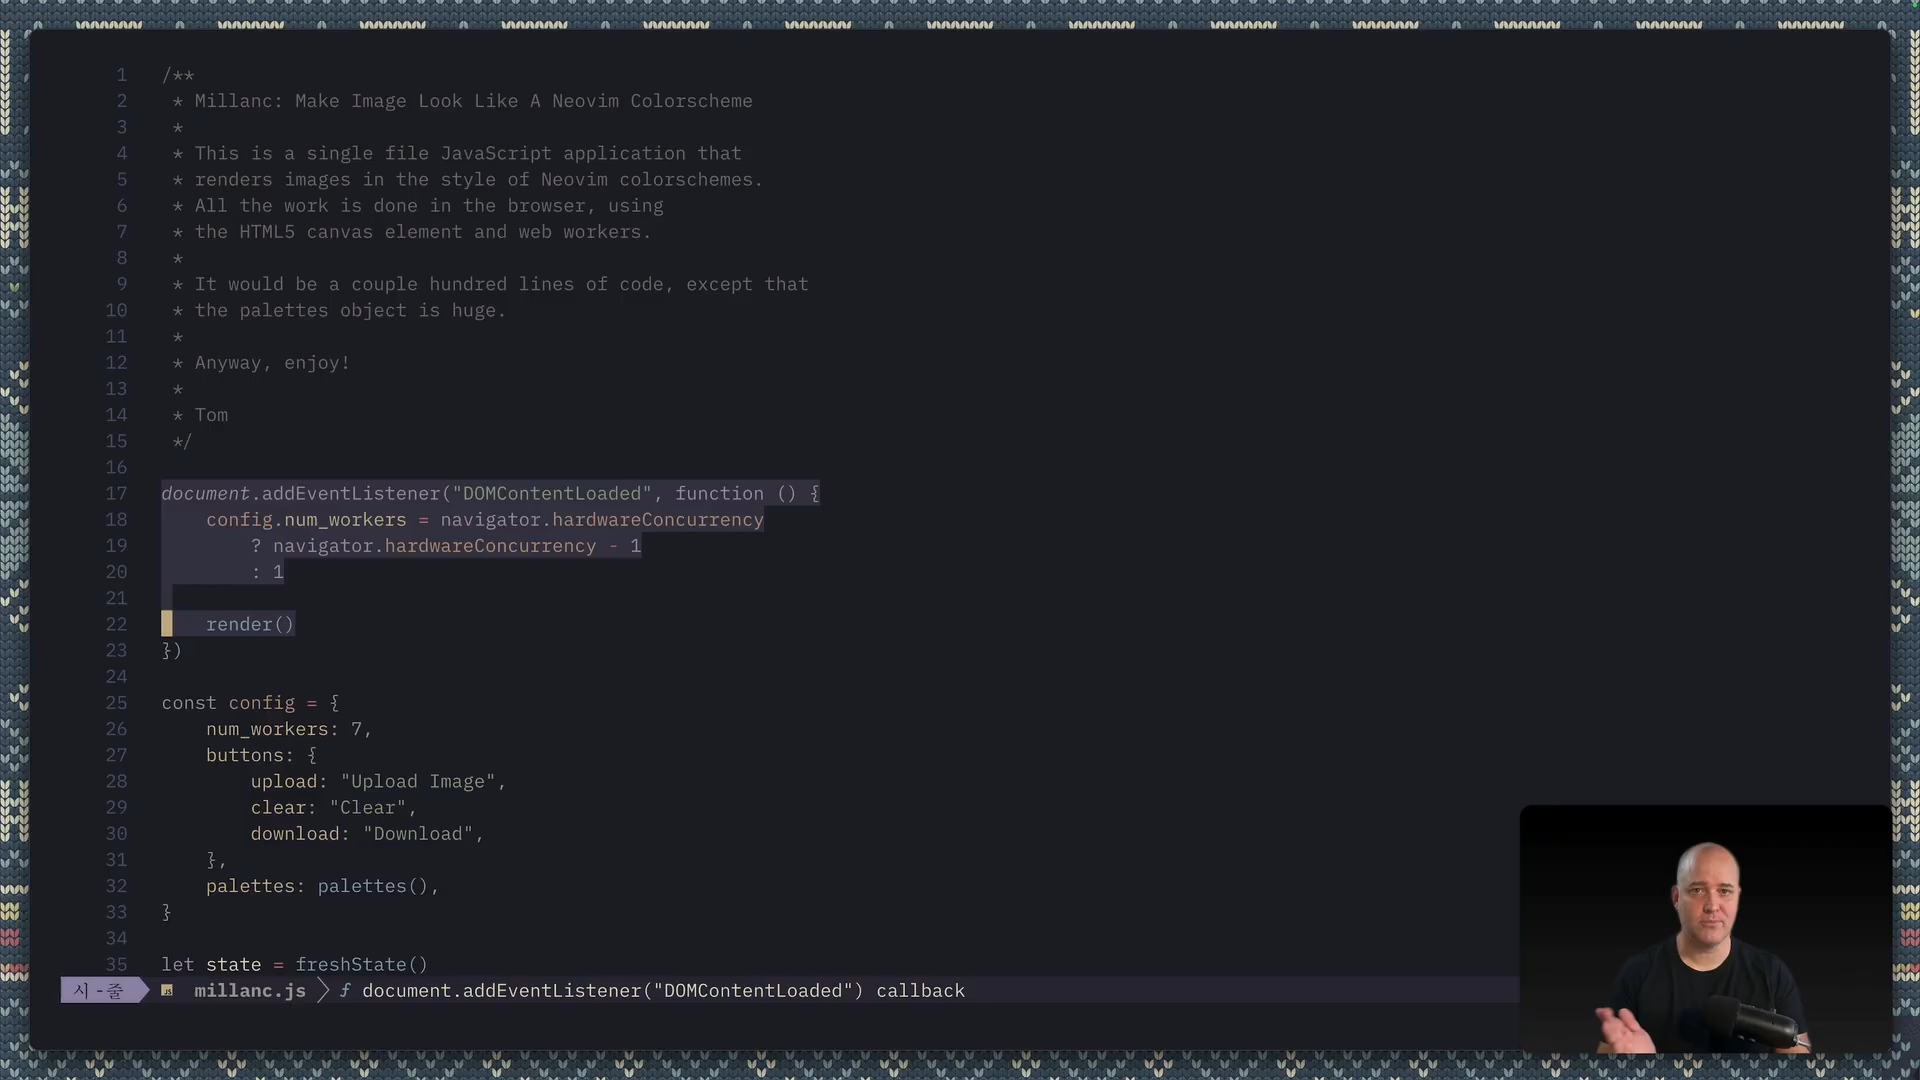 1 /**
2 * Millanc: Make Image Look Like A Neovim Colorscheme
3 *
4 * This is a single file JavaScript application that
5 * renders images in the style of Neovim colorschemes.
6 * All the work is done in the browser, using
7 * the HTML5 canvas element and web workers.
8 *
9 * It would be a couple hundred lines of code, except that
10 * the palettes object is huge.
11 *
12 * Anyway, enjoy!
13 *
14 * Tom
15 */
16
17 document.addEventListener("DOMContentLoaded", function () {
18 config.num_workers = navigator.hardwareConcurrency
19 ? navigator.hardwareConcurrency - 1
20 : 1
21
22 render()
23 })
24
25 const config = {
26 num_workers: 7,
27 buttons: {
28 upload: "Upload Image",
29 clear: "Clear",
30 download: "Download",
31 },
32 palettes: palettes(),
33 }
34
35 let state = freshState()
시-줄 JS millanc.js > ƒ document.addEventListener("DOMContentLoaded") callback